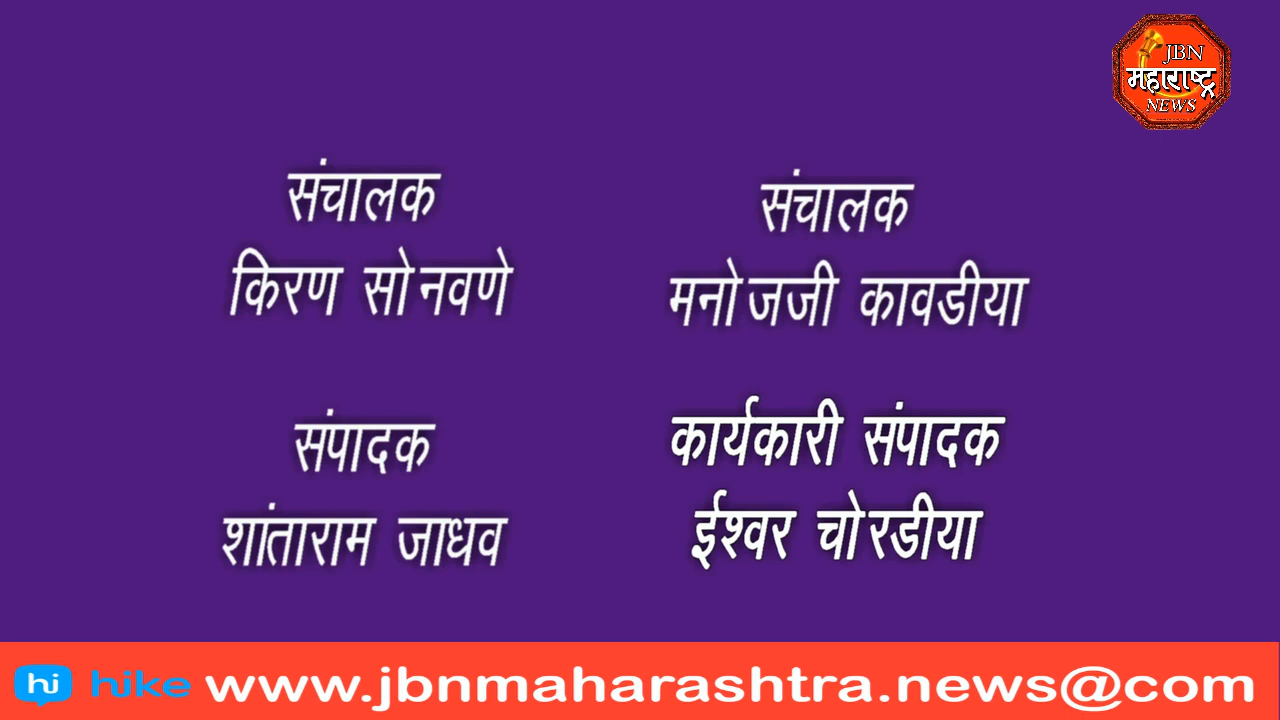 JBN
महाराष्ट्र
NEWS
संचालक
किरण सोनवणे
संचालक
मनोजजी कावडीया
संपादक
शांताराम जाधव
कार्यकारी संपादक
ईश्वर चोरडीया
hi hike www.jbnmaharashtra.news@com